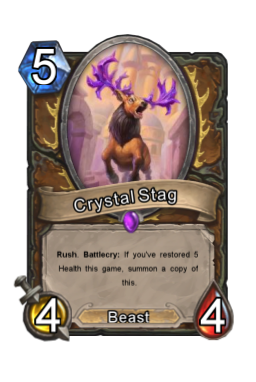 5
Crystal Stag
Rush. Battlecry: If you've restored 5
Health this game, summon a copy of
this.
4
Beast
4